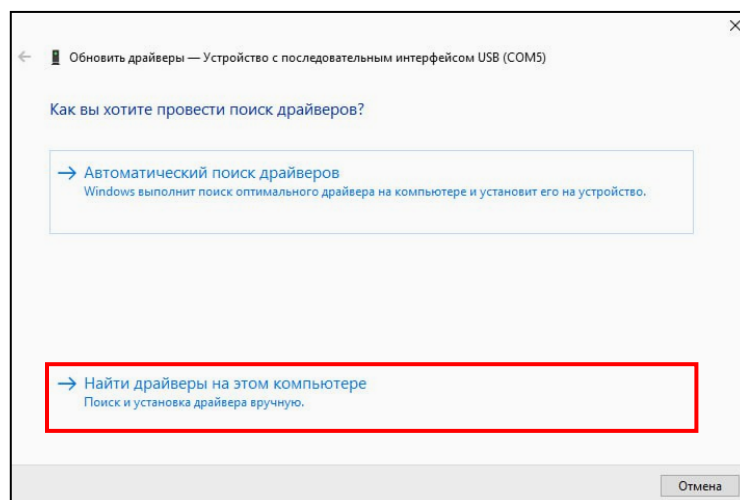 Обновить драйверы — Устройство с последовательным интерфейсом USB (COM5)
Как вы хотите провести поиск драйверов?
Автоматический поиск драйверов
Windows выполнит поиск оптимального драйвера на компьютере и установит его на устройство.
Найти драйверы на этом компьютере
Поиск и установка драйвера вручную.
Отмена